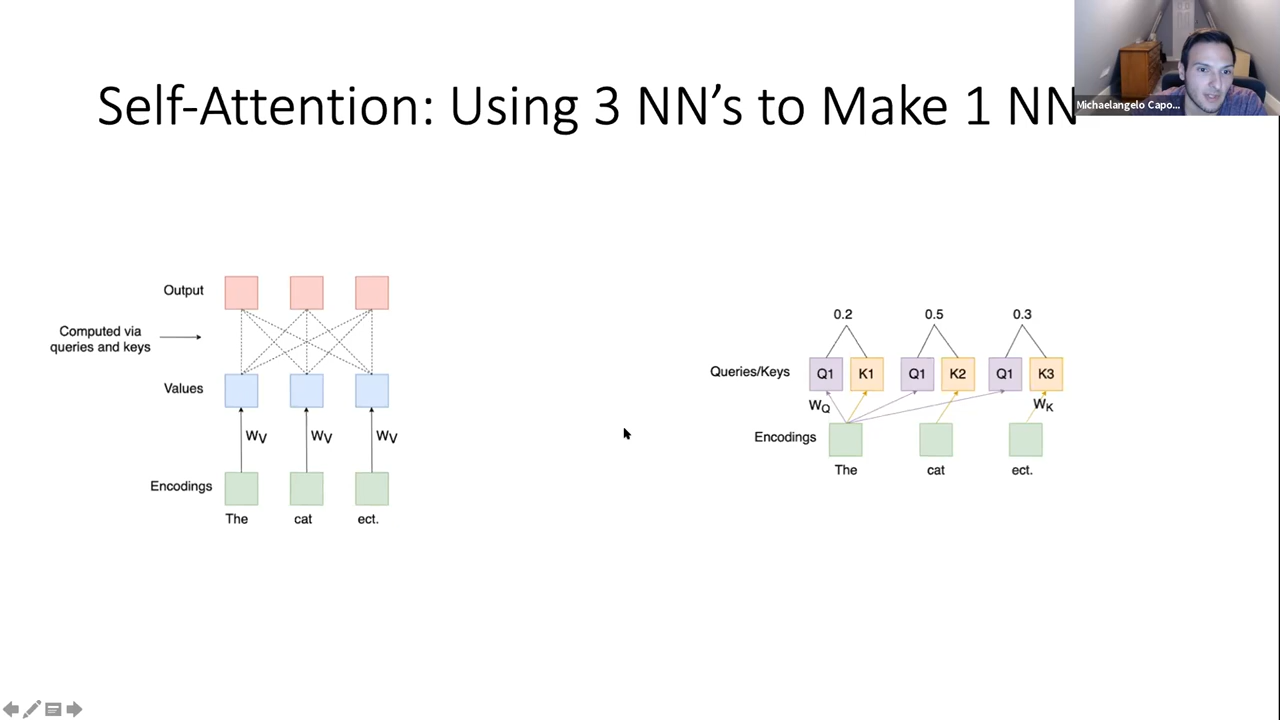 Self-Attention: Using 3 NN's to Make 1 NN
Michaelangelo Capo...
Output
Computed via
queries and keys
Values
WV WV WV
Encodings
The cat ect.
0.2 0.5 0.3
Queries/Keys Q1 K1 Q1 K2 Q1 K3
WQ WK
Encodings
The cat ect.